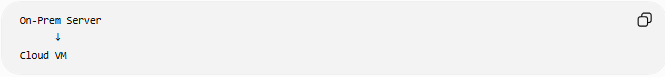 On-Prem Server
↓
Cloud VM